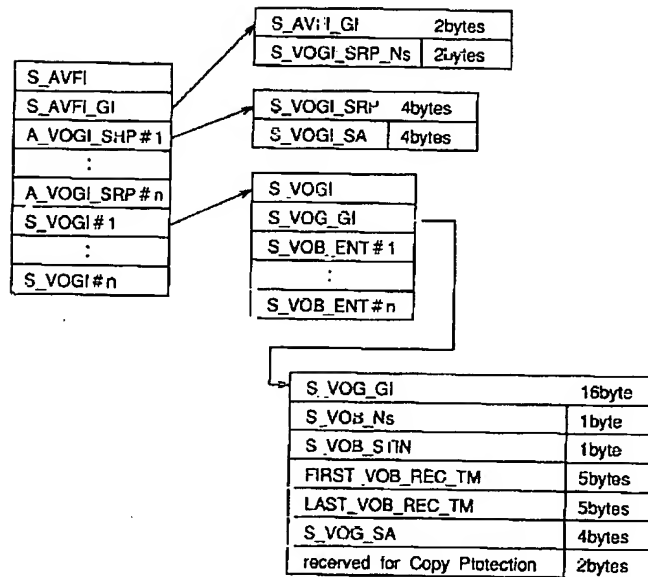 S_AVFI
S_AVFI_GI
A_VOGI_SRP#1
:
A_VOGI_SRP#n
S_VOGI#1
:
S_VOGI#n
S_AVFI_GI 2bytes
S_VOGI_SRP_Ns 2bytes
S_VOGI_SRP 4bytes
S_VOGI_SA 4bytes
S_VOGI
S_VOG_GI
S_VOB_ENT#1
:
S_VOB_ENT#n
S_VOG_GI 16byte
S_VOB_Ns 1byte
S_VOB_STIN 1byte
FIRST_VOB_REC_TM 5bytes
LAST_VOB_REC_TM 5bytes
S_VOG_SA 4bytes
recerved for Copy Ptotection 2bytes